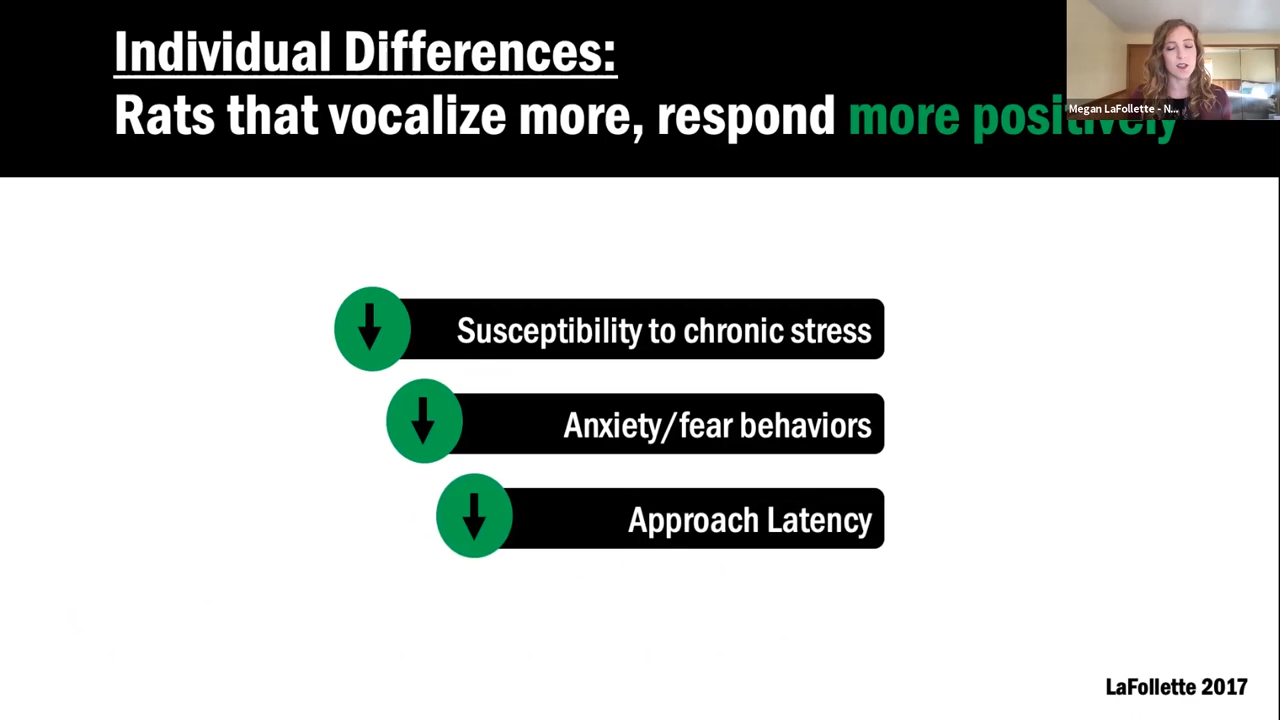 Individual Differences:
Rats that vocalize more, respond more positively
Megan LaFollette - N...
Susceptibility to chronic stress
Anxiety/fear behaviors
Approach Latency
LaFollette 2017